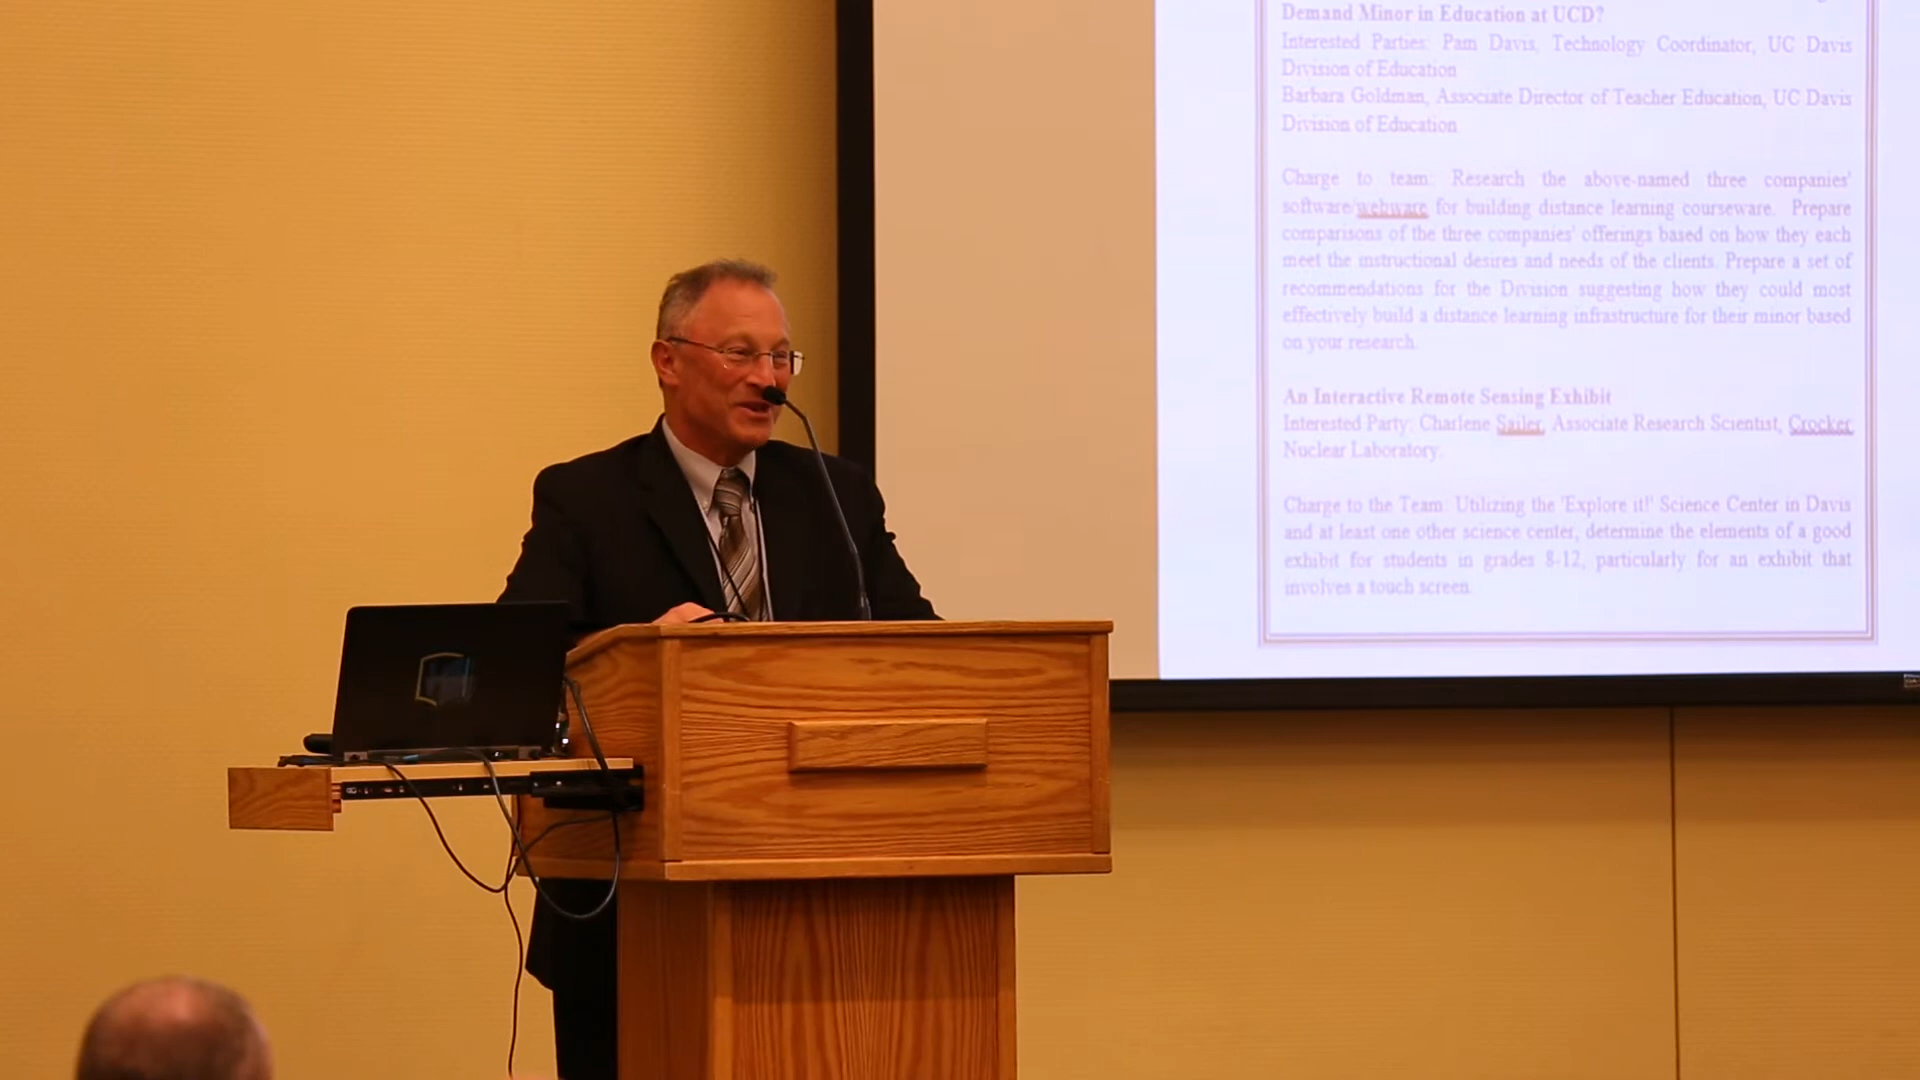 Demand Minor in Education at UCD?
Interested Parties: Pam Davis, Technology Coordinator, UC Davis
Division of Education
Barbara Goldman, Associate Director of Teacher Education, UC Davis
Division of Education
Charge to team: Research the above-named three companies'
software/webware for building distance learning courseware. Prepare
comparisons of the three companies' offerings based on how they each
meet the instructional desires and needs of the clients. Prepare a set of
recommendations for the Division suggesting how they could most
effectively build a distance learning infrastructure for their minor based
on your research.
An Interactive Remote Sensing Exhibit
Interested Party: Charlene Sailer, Associate Research Scientist, Crocker
Nuclear Laboratory.
Charge to the Team: Utilizing the 'Explore it!' Science Center in Davis
and at least one other science center, determine the elements of a good
exhibit for students in grades 8-12, particularly for an exhibit that
involves a touch screen.